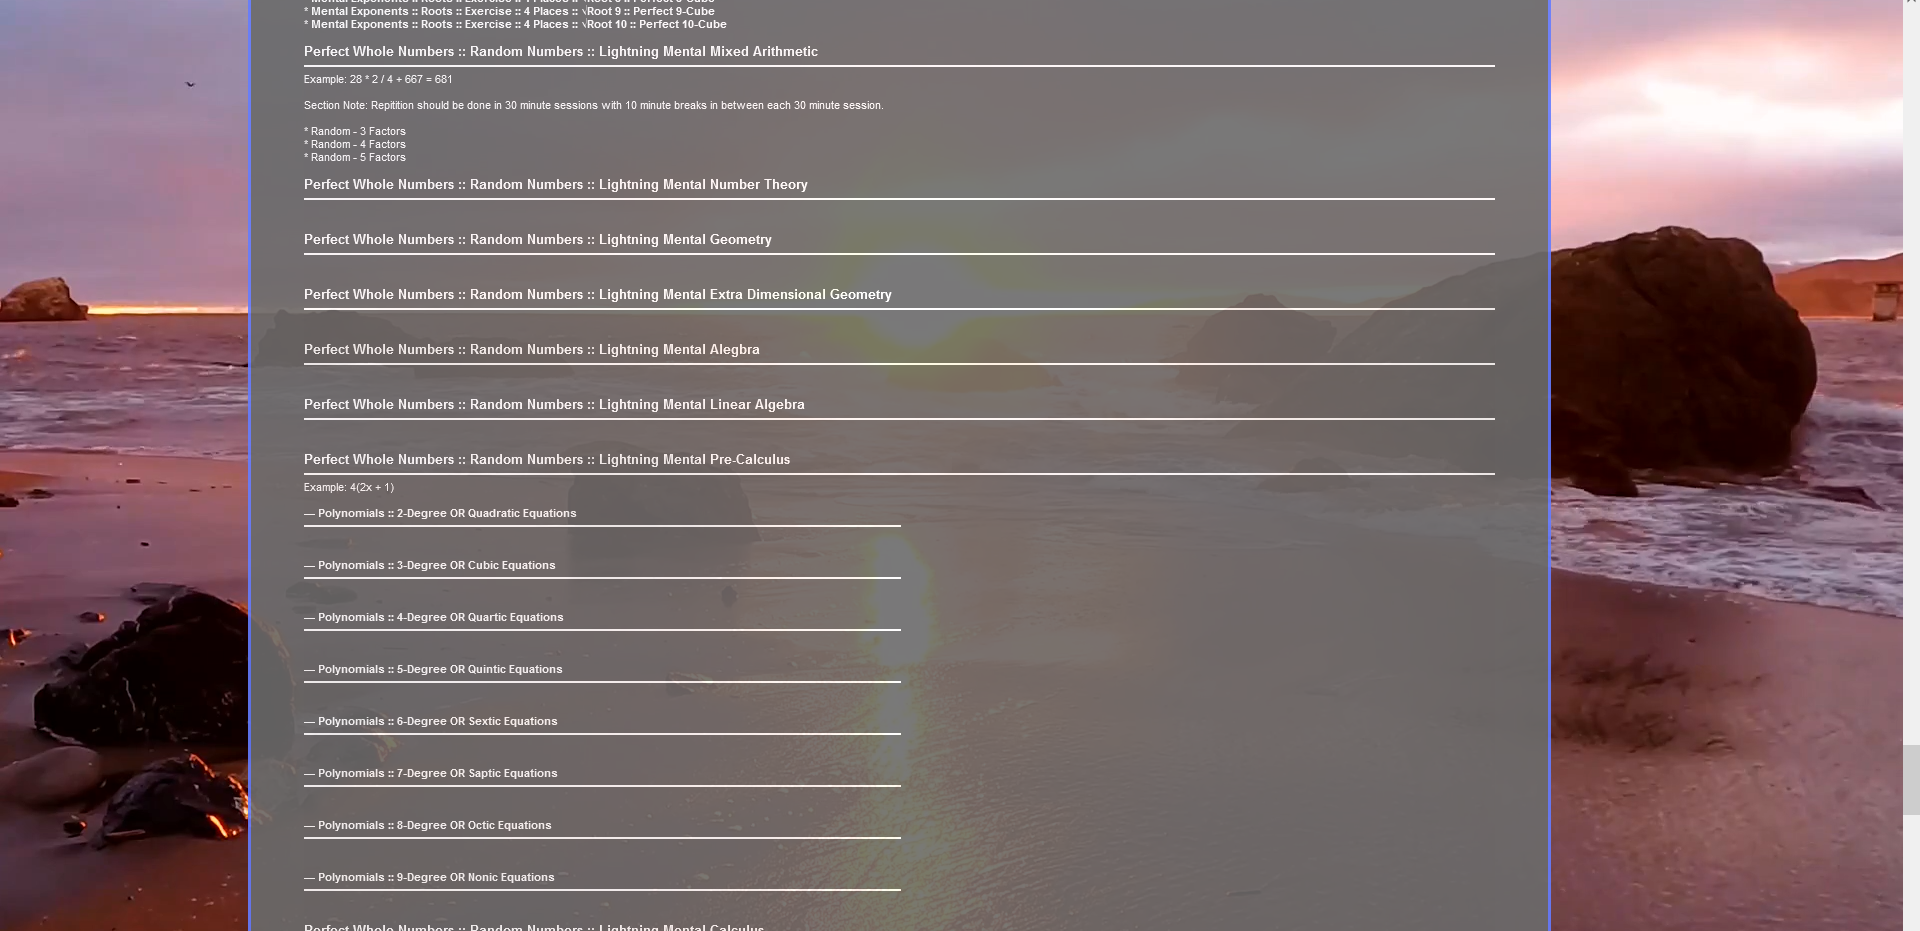 * Mental Exponents :: Roots :: Exercise :: 4 Places :: √Root 9 :: Perfect 9-Cube
* Mental Exponents :: Roots :: Exercise :: 4 Places :: √Root 10 :: Perfect 10-Cube
Perfect Whole Numbers :: Random Numbers :: Lightning Mental Mixed Arithmetic
Example: 28 * 2 / 4 + 667 = 681
Section Note: Repitition should be done in 30 minute sessions with 10 minute breaks in between each 30 minute session.
* Random - 3 Factors
* Random - 4 Factors
* Random - 5 Factors
Perfect Whole Numbers :: Random Numbers :: Lightning Mental Number Theory
Perfect Whole Numbers :: Random Numbers :: Lightning Mental Geometry
Perfect Whole Numbers :: Random Numbers :: Lightning Mental Extra Dimensional Geometry
Perfect Whole Numbers :: Random Numbers :: Lightning Mental Alegbra
Perfect Whole Numbers :: Random Numbers :: Lightning Mental Linear Algebra
Perfect Whole Numbers :: Random Numbers :: Lightning Mental Pre-Calculus
Example: 4(2x + 1)
— Polynomials :: 2-Degree OR Quadratic Equations
— Polynomials :: 3-Degree OR Cubic Equations
— Polynomials :: 4-Degree OR Quartic Equations
— Polynomials :: 5-Degree OR Quintic Equations
— Polynomials :: 6-Degree OR Sextic Equations
— Polynomials :: 7-Degree OR Saptic Equations
— Polynomials :: 8-Degree OR Octic Equations
— Polynomials :: 9-Degree OR Nonic Equations
Perfect Whole Numbers :: Random Numbers :: Lightning Mental Calculus